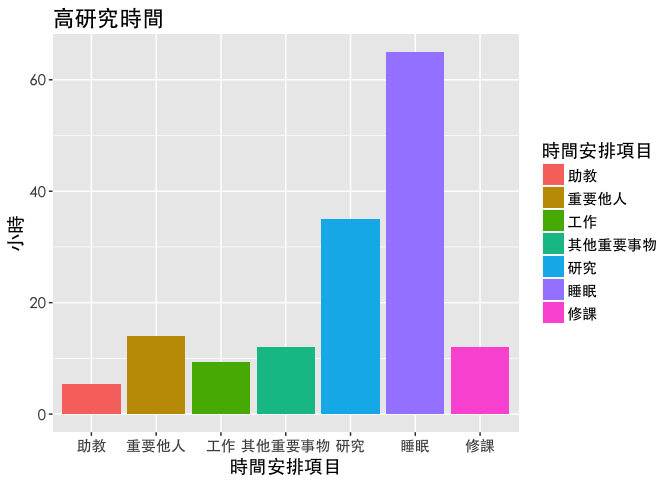 高研究時間
60
40
20
0
小時
助教
重要他人
工作
其他重要事物
研究
睡眠
修課
時間安排項目
時間安排項目
助教
重要他人
工作
其他重要事物
研究
睡眠
修課